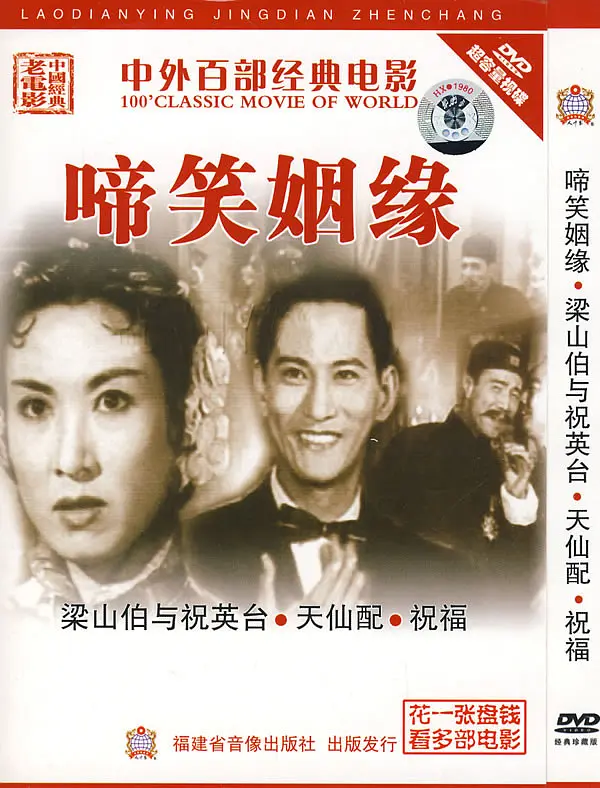 LAODIANYING JINGDIAN ZHENCHANG
中國經典
老電影
中外百部经典电影
100'CLASSIC MOVIE OF WORLD
HX●1980
DVD
超容量视碟
啼笑姻缘
梁山伯与祝英台●天仙配●祝福
福建省音像出版社 出版发行
花一张盘钱
看多部电影
啼笑姻缘·梁山伯与祝英台·天仙配·祝福
DVD
VIDEO
经典珍藏版